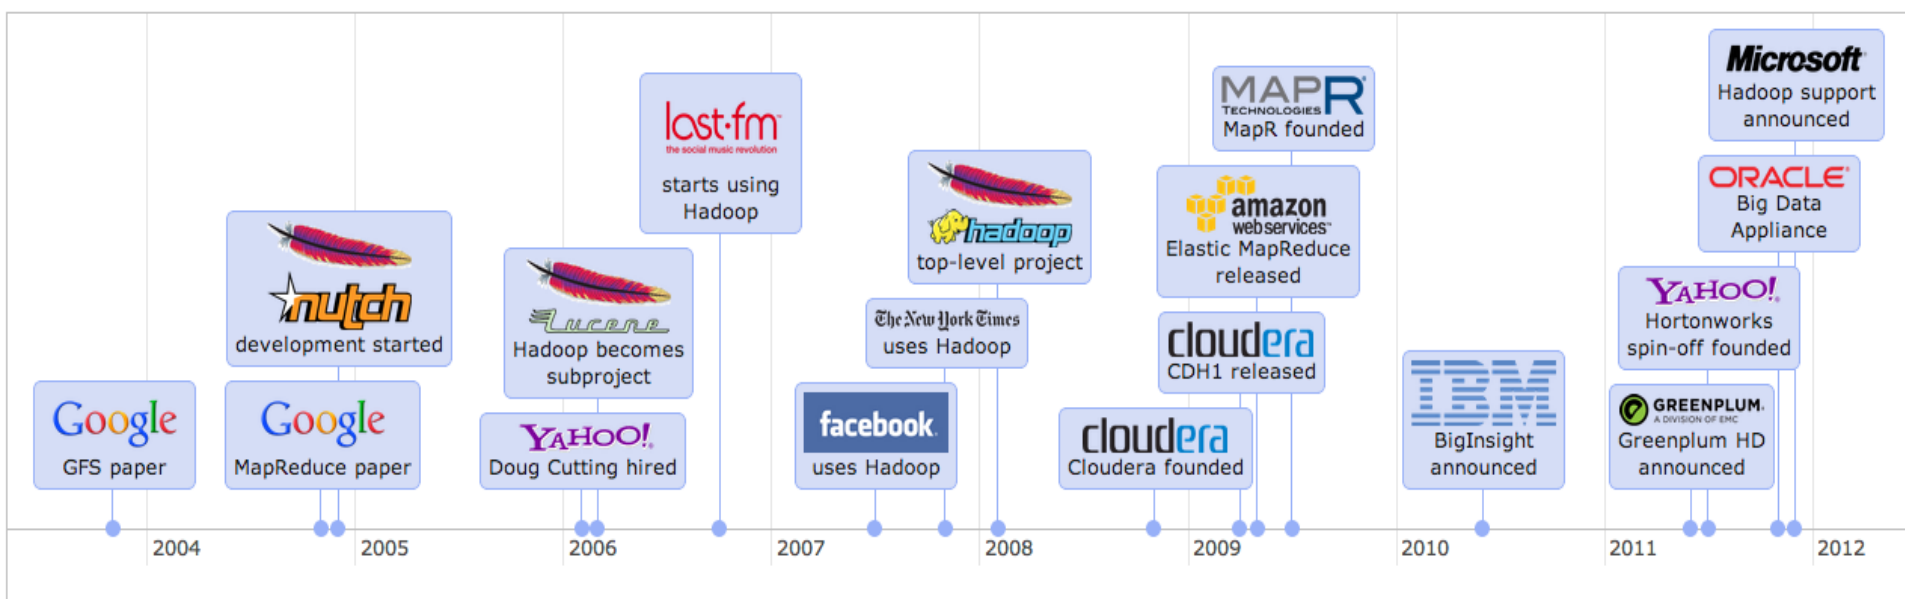 Google
GFS paper
nutch
development started
Google
MapReduce paper
Lucene
Hadoop becomes
subproject
YAHOO!
Doug Cutting hired
last·fm
the social music revolution
starts using
Hadoop
facebook.
uses Hadoop
The New York Times
uses Hadoop
hadoop
top-level project
cloudera
Cloudera founded
cloudera
CDH1 released
amazon
webservices™
Elastic MapReduce
released
MAPR
TECHNOLOGIES
MapR founded
IBM
BigInsight
announced
GREENPLUM.
A DIVISION OF EMC
Greenplum HD
announced
YAHOO!
Hortonworks
spin-off founded
ORACLE®
Big Data
Appliance
Microsoft®
Hadoop support
announced
2004
2005
2006
2007
2008
2009
2010
2011
2012